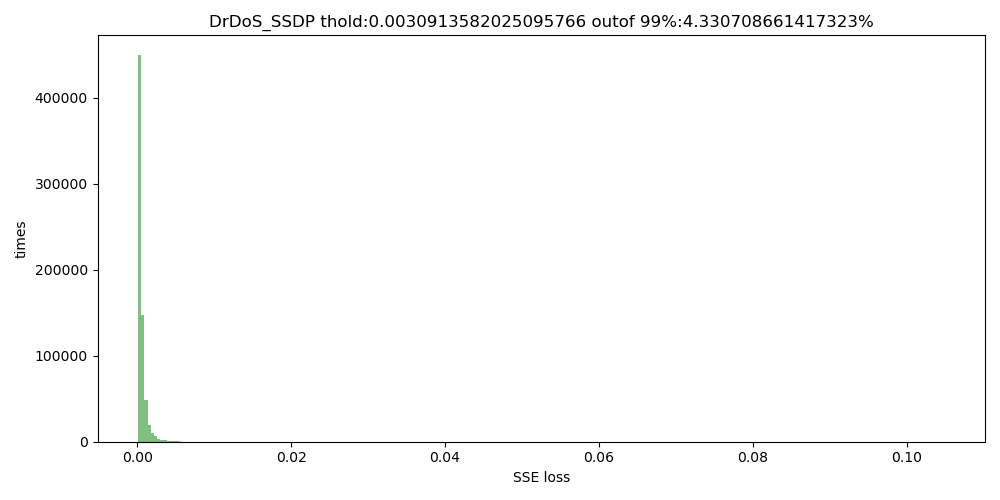 DrDoS_SSDP thold:0.0030913582025095766 outof 99%:4.330708661417323%
400000
300000
200000
100000
0
times
0.00 0.02 0.04 0.06 0.08 0.10
SSE loss